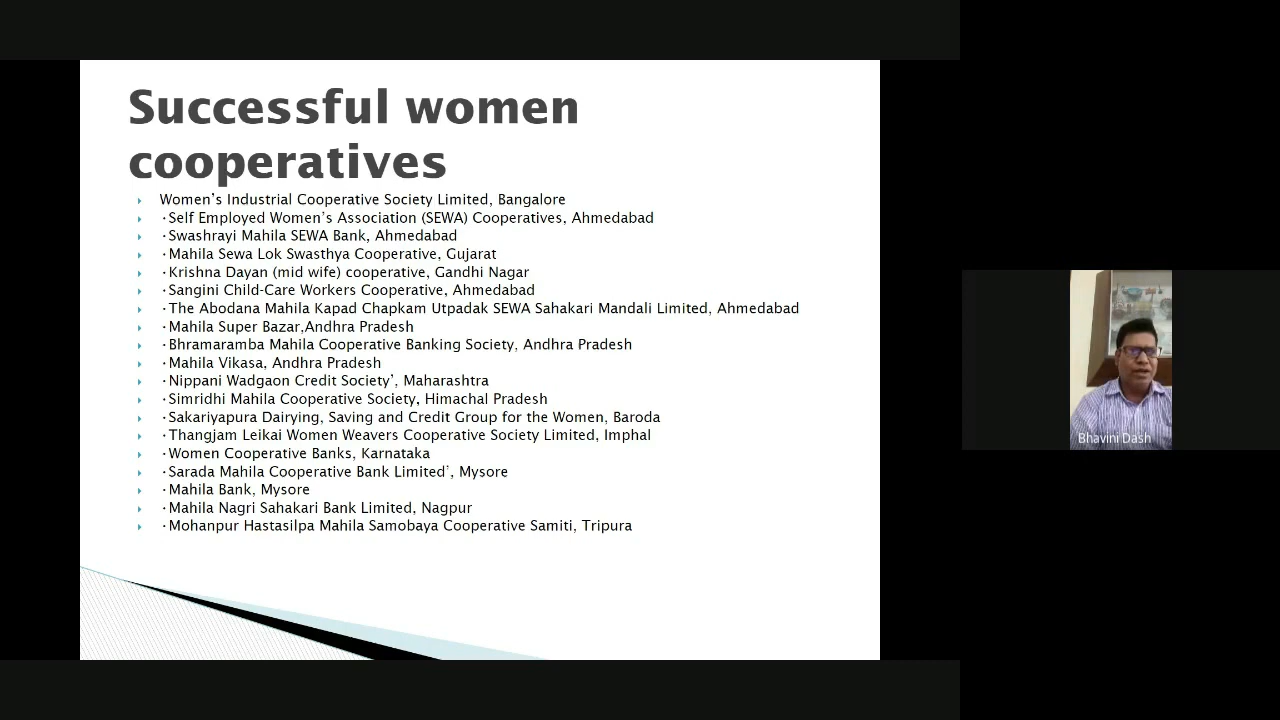 Successful women
cooperatives
Women's Industrial Cooperative Society Limited, Bangalore
·Self Employed Women's Association (SEWA) Cooperatives, Ahmedabad
·Swashrayi Mahila SEWA Bank, Ahmedabad
·Mahila Sewa Lok Swasthya Cooperative, Gujarat
·Krishna Dayan (mid wife) cooperative, Gandhi Nagar
·Sangini Child-Care Workers Cooperative, Ahmedabad
·The Abodana Mahila Kapad Chapkam Utpadak SEWA Sahakari Mandali Limited, Ahmedabad
·Mahila Super Bazar,Andhra Pradesh
·Bhramaramba Mahila Cooperative Banking Society, Andhra Pradesh
·Mahila Vikasa, Andhra Pradesh
·Nippani Wadgaon Credit Society', Maharashtra
·Simridhi Mahila Cooperative Society, Himachal Pradesh
·Sakariyapura Dairying, Saving and Credit Group for the Women, Baroda
·Thangjam Leikai Women Weavers Cooperative Society Limited, Imphal
·Women Cooperative Banks, Karnataka
·Sarada Mahila Cooperative Bank Limited', Mysore
·Mahila Bank, Mysore
·Mahila Nagri Sahakari Bank Limited, Nagpur
·Mohanpur Hastasilpa Mahila Samobaya Cooperative Samiti, Tripura
Bhavini Dash